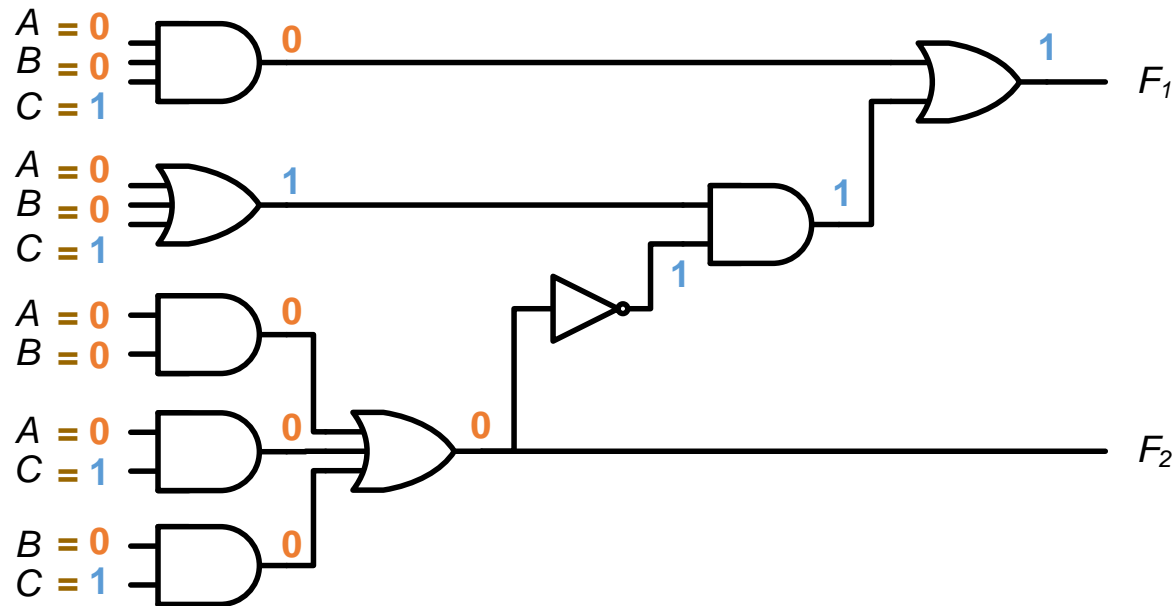 A = 0
0
1
B = 0
F1
C = 1
A = 0
1
1
B = 0
C = 1
1
A = 0
0
B = 0
A = 0
0
0
C = 1
F2
B = 0
0
C = 1